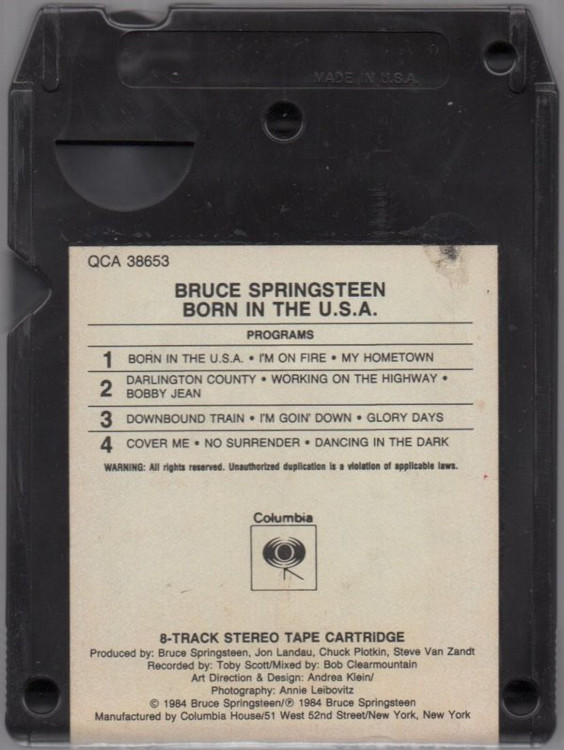 MADE IN U.S.A.
QCA 38653
BRUCE SPRINGSTEEN
BORN IN THE U.S.A.
PROGRAMS
1 BORN IN THE U.S.A. • I'M ON FIRE • MY HOMETOWN
2 DARLINGTON COUNTY • WORKING ON THE HIGHWAY •
BOBBY JEAN
3 DOWNBOUND TRAIN • I'M GOIN' DOWN • GLORY DAYS
4 COVER ME • NO SURRENDER • DANCING IN THE DARK
WARNING: All rights reserved. Unauthorized duplication is a violation of applicable laws.
Columbia
8-TRACK STEREO TAPE CARTRIDGE
Produced by: Bruce Springsteen, Jon Landau, Chuck Plotkin, Steve Van Zandt
Recorded by: Toby Scott/Mixed by: Bob Clearmountain
Art Direction & Design: Andrea Klein/
Photography: Annie Leibovitz
© 1984 Bruce Springsteen/℗ 1984 Bruce Springsteen
Manufactured by Columbia House/51 West 52nd Street/New York, New York